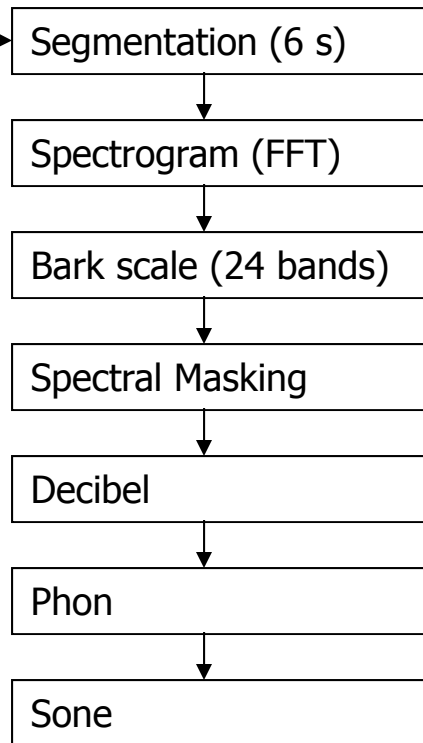 Segmentation (6 s)
Spectrogram (FFT)
Bark scale (24 bands)
Spectral Masking
Decibel
Phon
Sone